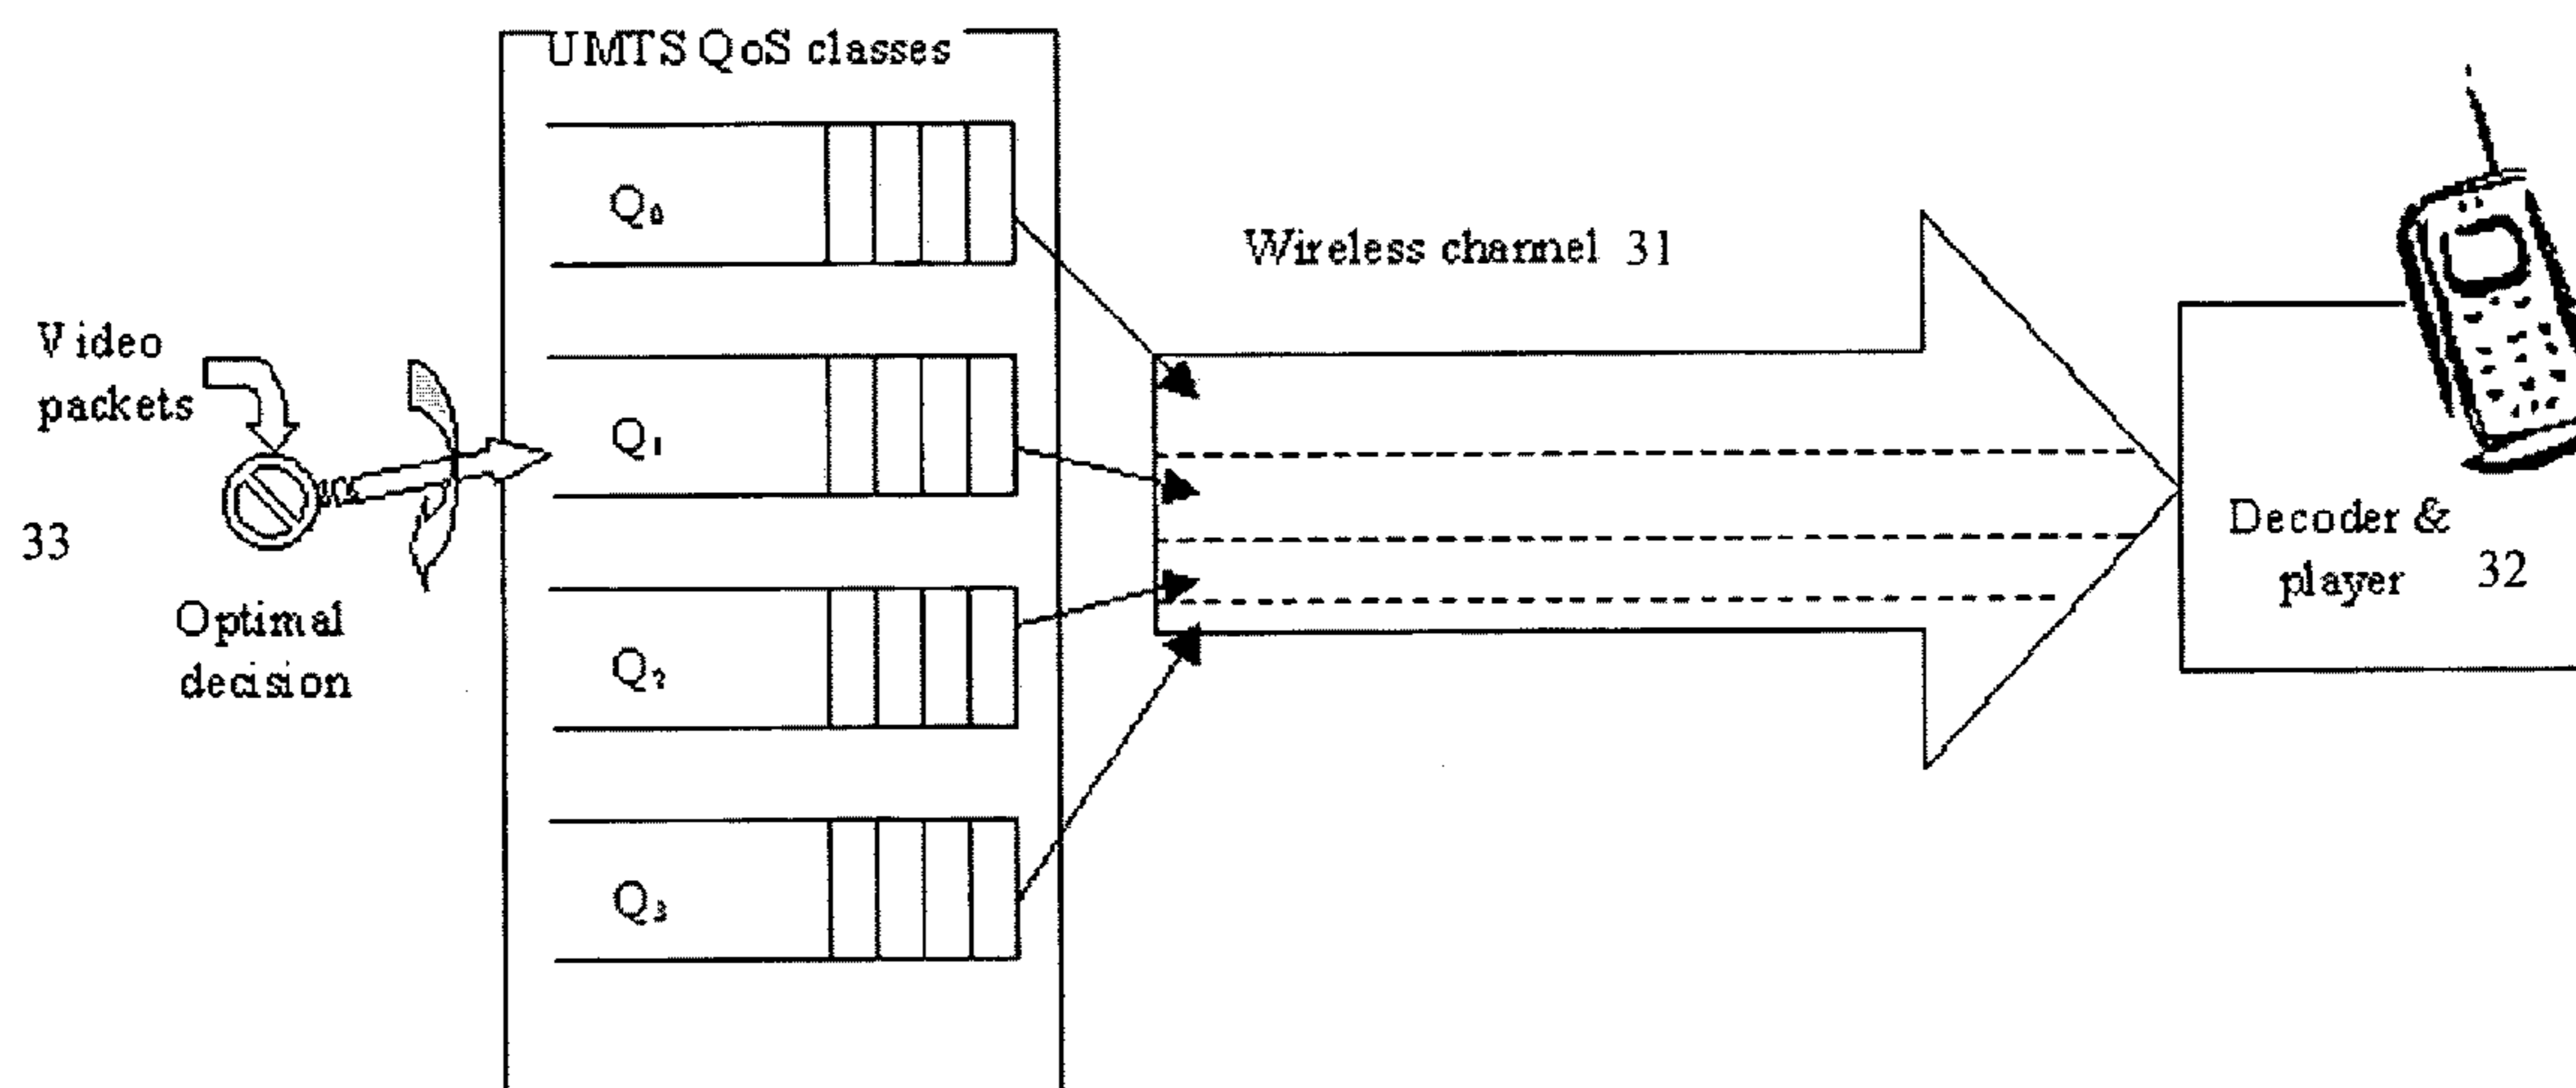 UMTS QoS classes
Q₀
Wireless channel 31
Video
packets
Q₁
33
Optimal
decision
Decoder &
player 32
Q₂
Q₃